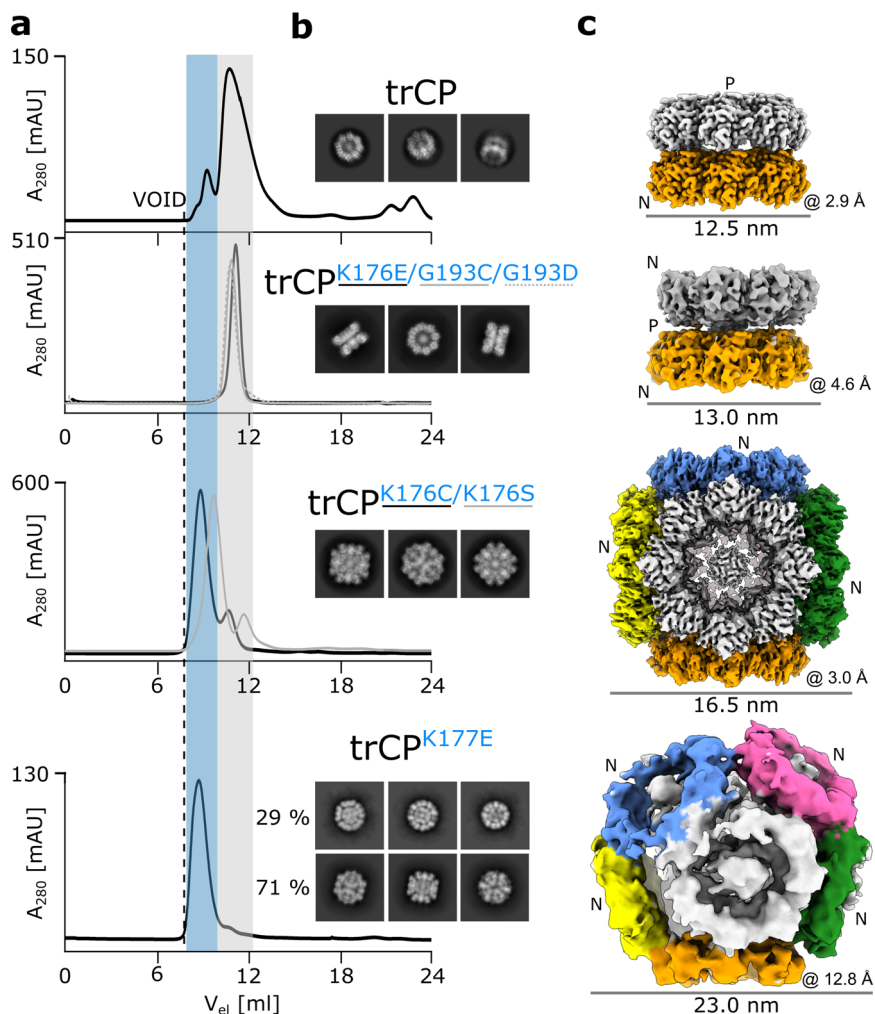 a
b
c
150
A280 [mAU]
VOID
trCP
P
N
@ 2.9 Å
12.5 nm
510
A280 [mAU]
0
6
12
18
24
trCPK176E/G193C/G193D
N
P
N
@ 4.6 Å
13.0 nm
600
A280 [mAU]
0
6
12
18
24
trCPK176C/K176S
N
N
N
@ 3.0 Å
16.5 nm
130
A280 [mAU]
0
6
12
18
24
Vel [ml]
trCPK177E
29 %
71 %
N
N
N
N
@ 12.8 Å
23.0 nm